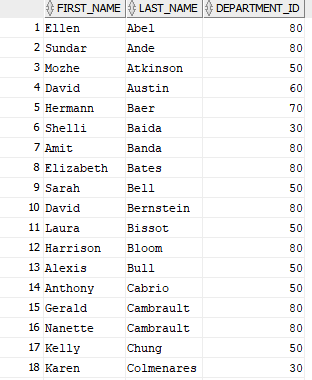 FIRST_NAME LAST_NAME DEPARTMENT_ID
1 Ellen Abel 80
2 Sundar Ande 80
3 Mozhe Atkinson 50
4 David Austin 60
5 Hermann Baer 70
6 Shelli Baida 30
7 Amit Banda 80
8 Elizabeth Bates 80
9 Sarah Bell 50
10 David Bernstein 80
11 Laura Bissot 50
12 Harrison Bloom 80
13 Alexis Bull 50
14 Anthony Cabrio 50
15 Gerald Cambrault 80
16 Nanette Cambrault 80
17 Kelly Chung 50
18 Karen Colmenares 30